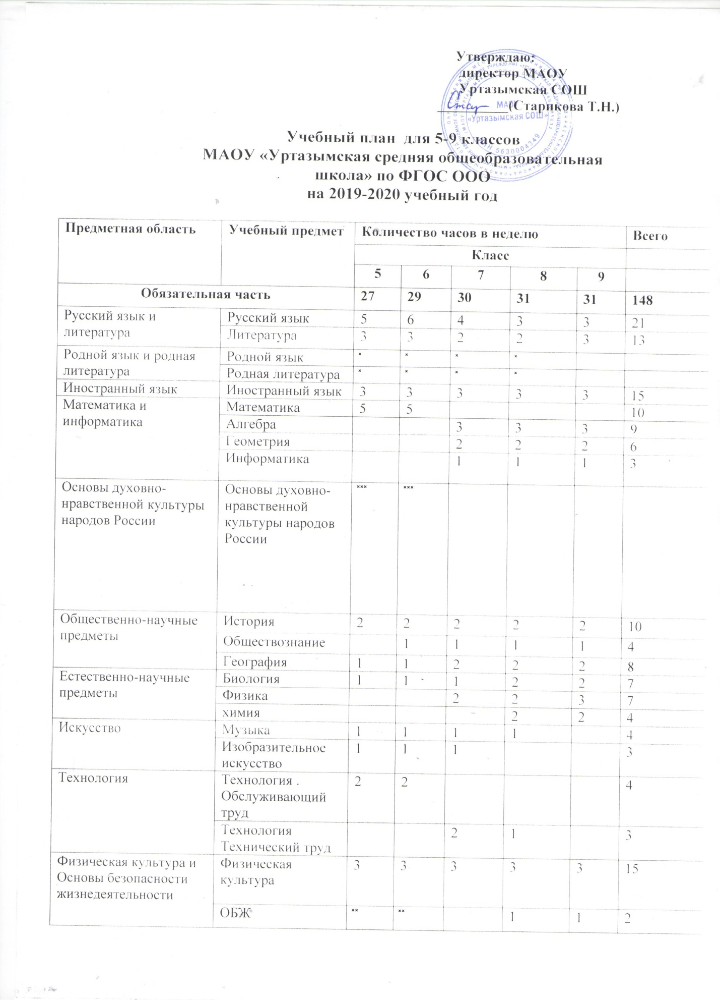 Утверждаю:
директор МАОУ
Уртазымская СОШ
(Старикова Т.Н.)
МАОУ
«Уртазымская СОШ»
ИНН 5630004349
Учебный план для 5-9 классов
МАОУ «Уртазымская средняя общеобразовательная
школа» по ФГОС ООО
на 2019-2020 учебный год
Предметная область Учебный предмет Количество часов в неделю Всего
Класс
5 6 7 8 9
Обязательная часть 27 29 30 31 31 148
Русский язык и
литература
Русский язык 5 6 4 3 3 21
Литература 3 3 2 2 3 13
Родной язык и родная
литература
Родной язык × × × ×
Родная литература × × × ×
Иностранный язык Иностранный язык 3 3 3 3 3 15
Математика и
информатика
Математика 5 5 10
Алгебра 3 3 3 9
Геометрия 2 2 2 6
Информатика 1 1 1 3
Основы духовно-
нравственной культуры
народов России
Основы духовно-
нравственной
культуры народов
России
××× ×××
Общественно-научные
предметы
История 2 2 2 2 2 10
Обществознание 1 1 1 1 4
География 1 1 2 2 2 8
Естественно-научные
предметы
Биология 1 1 1 2 2 7
Физика 2 2 3 7
химия 2 2 4
Искусство
Музыка 1 1 1 1 4
Изобразительное
искусство
1 1 1 3
Технология
Технология .
Обслуживающий
труд
2 2 4
Технология
Технический труд
2 1 3
Физическая культура и
Основы безопасности
жизнедеятельности
Физическая
культура
3 3 3 3 3 15
ОБЖ ×× ×× 1 1 2